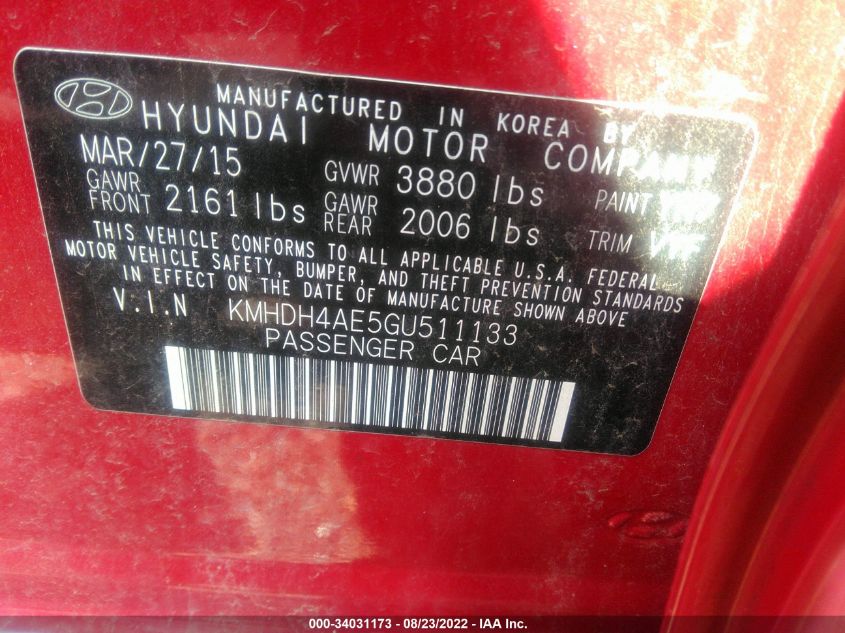 MANUFACTURED IN KOREA BY
HYUNDAI MOTOR COMPANY
MAR/27/15 GVWR 3880 lbs PAINT
GAWR FRONT 2161 lbs GAWR REAR 2006 lbs TRIM
THIS VEHICLE CONFORMS TO ALL APPLICABLE U.S.A. FEDERAL
MOTOR VEHICLE SAFETY, BUMPER, AND THEFT PREVENTION STANDARDS
IN EFFECT ON THE DATE OF MANUFACTURE SHOWN ABOVE
V.I.N KMHDH4AE5GU511133
PASSENGER CAR
000-34031173 - 08/23/2022 - IAA Inc.